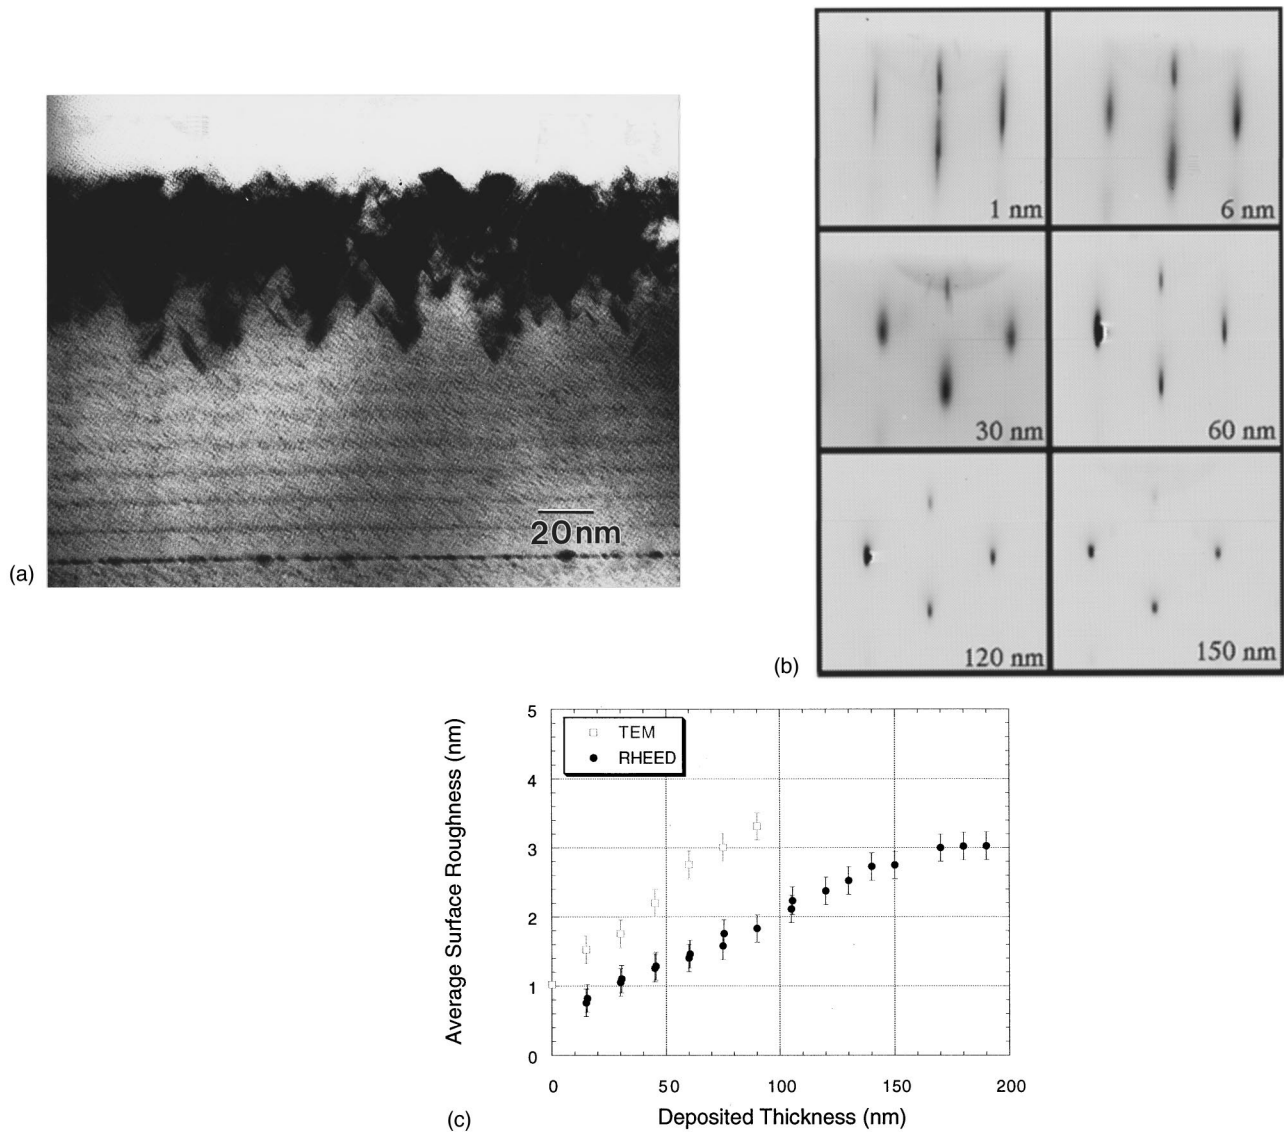 20nm
(a)
1 nm
6 nm
30 nm
60 nm
120 nm
150 nm
(b)
Average Surface Roughness (nm)
5
4
3
2
1
0
TEM
RHEED
0
50
100
150
200
Deposited Thickness (nm)
(c)